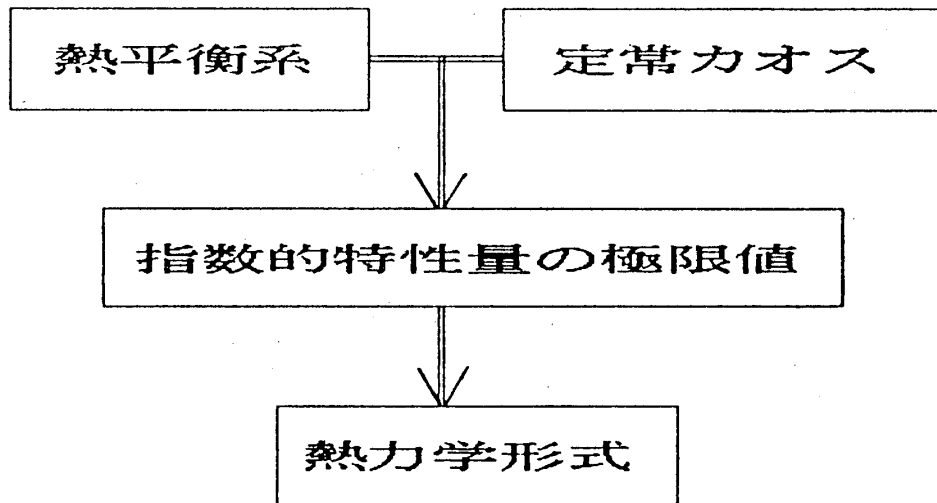 熱平衡系
定常カオス
指数的特性量の極限値
熱力学形式